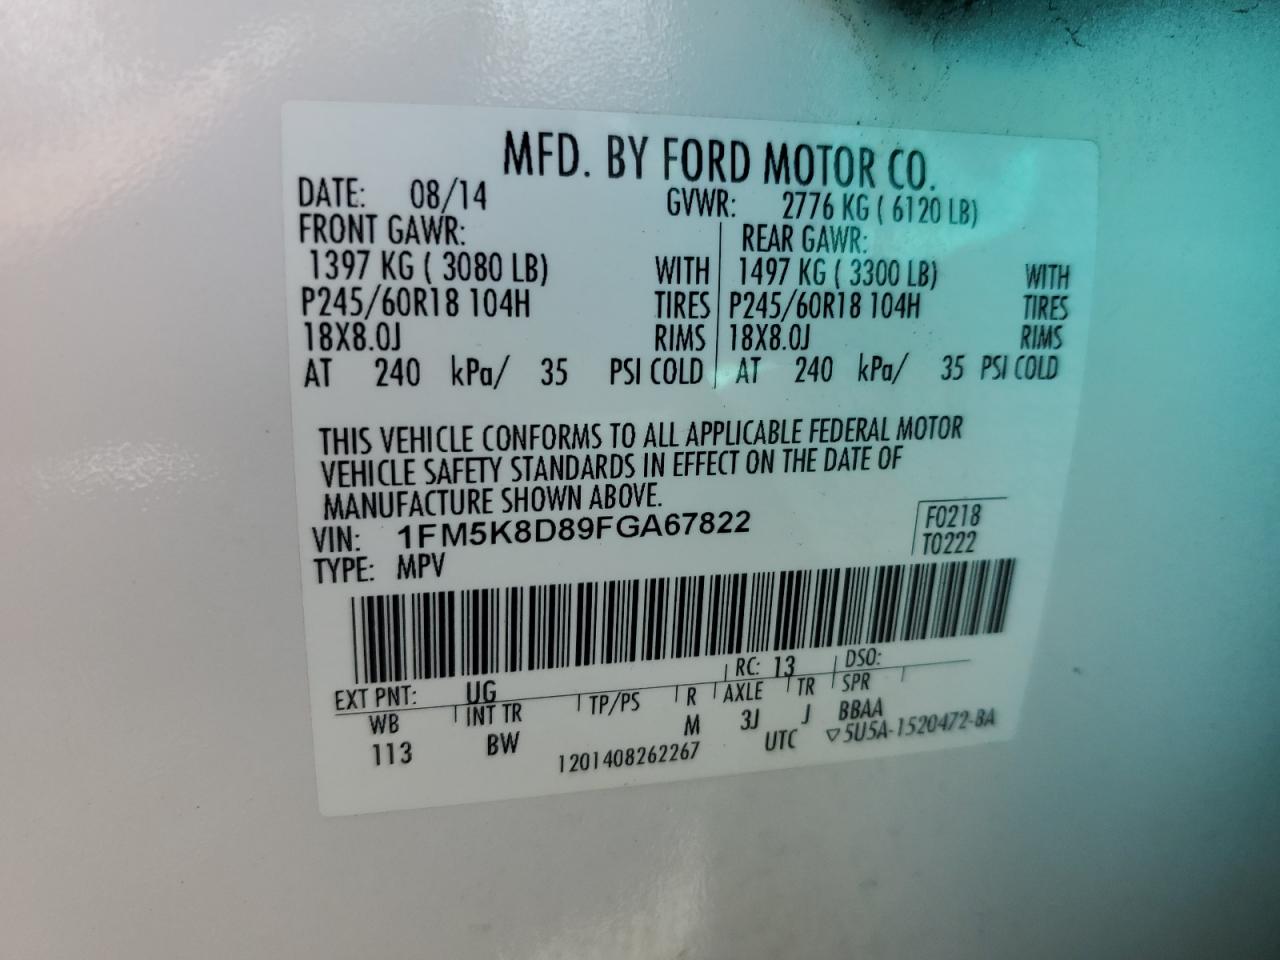 MFD. BY FORD MOTOR CO.
DATE: 08/14 GVWR: 2776 KG ( 6120 LB)
FRONT GAWR: REAR GAWR:
1397 KG ( 3080 LB) WITH 1497 KG ( 3300 LB) WITH
P245/60R18 104H TIRES P245/60R18 104H TIRES
18X8.0J RIMS 18X8.0J RIMS
AT 240 kPa/ 35 PSI COLD AT 240 kPa/ 35 PSI COLD
THIS VEHICLE CONFORMS TO ALL APPLICABLE FEDERAL MOTOR
VEHICLE SAFETY STANDARDS IN EFFECT ON THE DATE OF
MANUFACTURE SHOWN ABOVE.
VIN: 1FM5K8D89FGA67822 F0218
TYPE: MPV T0222
EXT PNT: UG RC: 13 DSO:
WB INT TR TP/PS R AXLE TR SPR
113 BW M 3J J BBAA
1201408262267 UTC ▽5U5A-1520472-BA